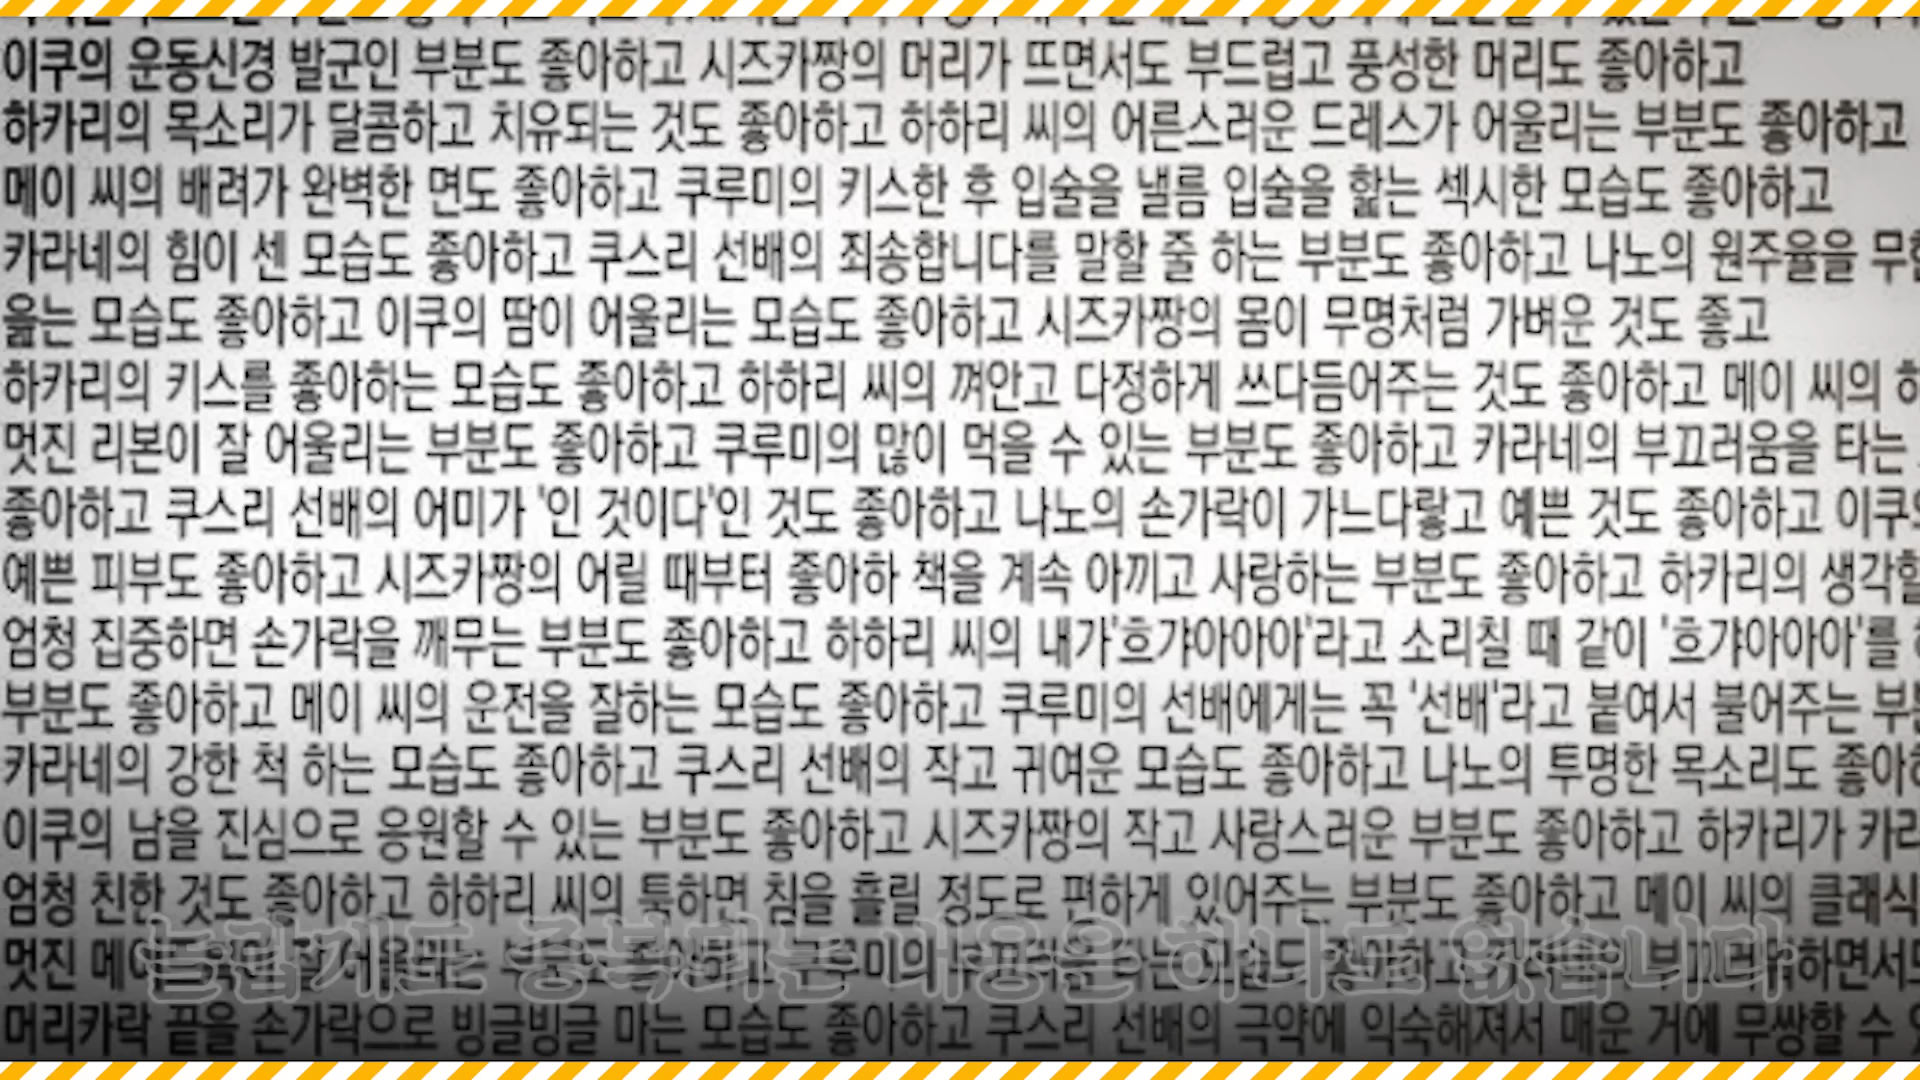 이쿠의 운동신경 발군인 부분도 좋아하고 시즈카짱의 머리가 뜨면서도 부드럽고 풍성한 머리도 좋아하고
하카리의 목소리가 달콤하고 치유되는 것도 좋아하고 하하리 씨의 어른스러운 드레스가 어울리는 부분도 좋아하고
메이 씨의 배려가 완벽한 면도 좋아하고 쿠루미의 키스한 후 입술을 낼름 입술을 핥는 섹시한 모습도 좋아하고
카라네의 힘이 센 모습도 좋아하고 쿠스리 선배의 죄송합니다를 말할 줄 하는 부분도 좋아하고 나노의 원주율을
읊는 모습도 좋아하고 이쿠의 땀이 어울리는 모습도 좋아하고 시즈카짱의 몸이 무명처럼 가벼운 것도 좋고
하카리의 키스를 좋아하는 모습도 좋아하고 하하리 씨의 껴안고 다정하게 쓰다듬어주는 것도 좋아하고 메이 씨의
멋진 리본이 잘 어울리는 부분도 좋아하고 쿠루미의 많이 먹을 수 있는 부분도 좋아하고 카라네의 부끄러움을 타는
좋아하고 쿠스리 선배의 어미가 '인 것이다'인 것도 좋아하고 나노의 손가락이 가느다랗고 예쁜 것도 좋아하고
예쁜 피부도 좋아하고 시즈카짱의 어릴 때부터 좋아하 책을 계속 아끼고 사랑하는 부분도 좋아하고 하카리의
엄청 집중하면 손가락을 깨무는 부분도 좋아하고 하하리 씨의 내가'흐갸아아아'라고 소리칠 때 같이 '흐갸아아아'를
부분도 좋아하고 메이 씨의 운전을 잘하는 모습도 좋아하고 쿠루미의 선배에게는 꼭 '선배'라고 붙여서 불어주는
카라네의 강한 척 하는 모습도 좋아하고 쿠스리 선배의 작고 귀여운 모습도 좋아하고 나노의 투명한 목소리도
이쿠의 남을 진심으로 응원할 수 있는 부분도 좋아하고 시즈카짱의 작고 사랑스러운 부분도 좋아하고 하카리가
엄청 친한 것도 좋아하고 하하리 씨의 툭하면 침을 흘릴 정도로 편하게 있어주는 부분도 좋아하고 메이 씨의
멋진
놀랍게도 중복되는 내용은 하나도 없습니다
머리카락 끝을 손가락으로 빙글빙글 마는 모습도 좋아하고 쿠스리 선배의 극약에 익숙해져서 매운 거에 무쌍할 수